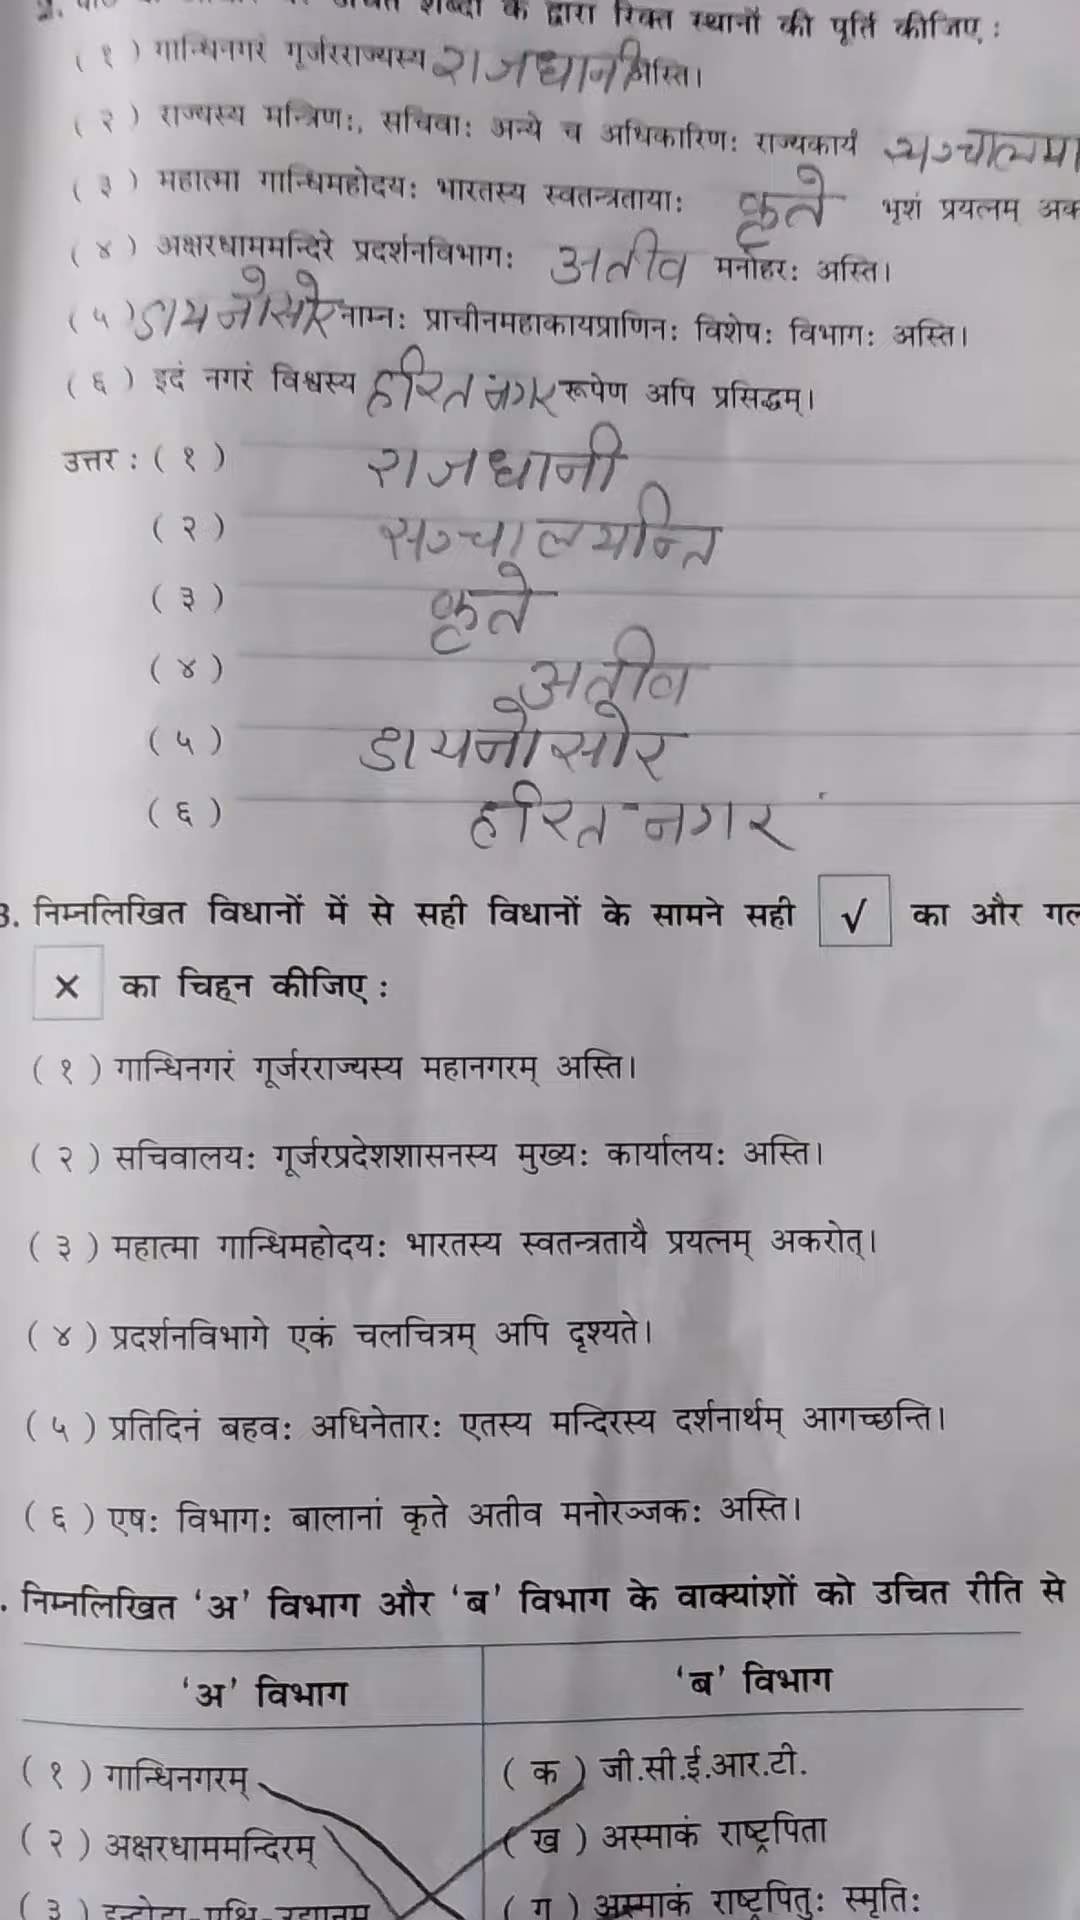 के द्वारा रिक्त स्थानों की पूर्ति कीजिए :
( १ ) गान्धिनगरं गूर्जरराज्यस्य राजधानी अस्ति।
( २ ) राज्यस्य मन्त्रिणः, सचिवाः अन्ये च अधिकारिणः राज्यकार्यं
( ३ ) महात्मा गान्धिमहोदयः भारतस्य स्वतन्त्रतायाः कृते भृशं प्रयत्नम् अक
( ४ ) अक्षरधाममन्दिरे प्रदर्शनविभागः अतीव मनोहरः अस्ति।
( ५ ) डायनोसोर नाम्नः प्राचीनमहाकायप्राणिनः विशेषः विभागः अस्ति।
( ६ ) इदं नगरं विश्वस्य हरित नगर रूपेण अपि प्रसिद्धम्।
उत्तर : ( १ ) राजधानी
( २ ) सञ्चालयन्ति
( ३ ) कृते
( ४ ) अतीव
( ५ ) डायनोसोर
( ६ ) हरित-नगर
3. निम्नलिखित विधानों में से सही विधानों के सामने सही √ का और गल
× का चिह्न कीजिए :
( १ ) गान्धिनगरं गूर्जरराज्यस्य महानगरम् अस्ति।
( २ ) सचिवालयः गूर्जरप्रदेशशासनस्य मुख्यः कार्यालयः अस्ति।
( ३ ) महात्मा गान्धिमहोदयः भारतस्य स्वतन्त्रतायै प्रयत्नम् अकरोत्।
( ४ ) प्रदर्शनविभागे एकं चलचित्रम् अपि दृश्यते।
( ५ ) प्रतिदिनं बहवः अधिनेतारः एतस्य मन्दिरस्य दर्शनार्थम् आगच्छन्ति।
( ६ ) एषः विभागः बालानां कृते अतीव मनोरञ्जकः अस्ति।
. निम्नलिखित ‘अ’ विभाग और ‘ब’ विभाग के वाक्यांशों को उचित रीति से
‘अ’ विभाग ‘ब’ विभाग
( १ ) गान्धिनगरम् ( क ) जी.सी.ई.आर.टी.
( २ ) अक्षरधाममन्दिरम् ( ख ) अस्माकं राष्ट्रपिता
( ३ ) ( ग ) अस्माकं राष्ट्रपितुः स्मृतिः